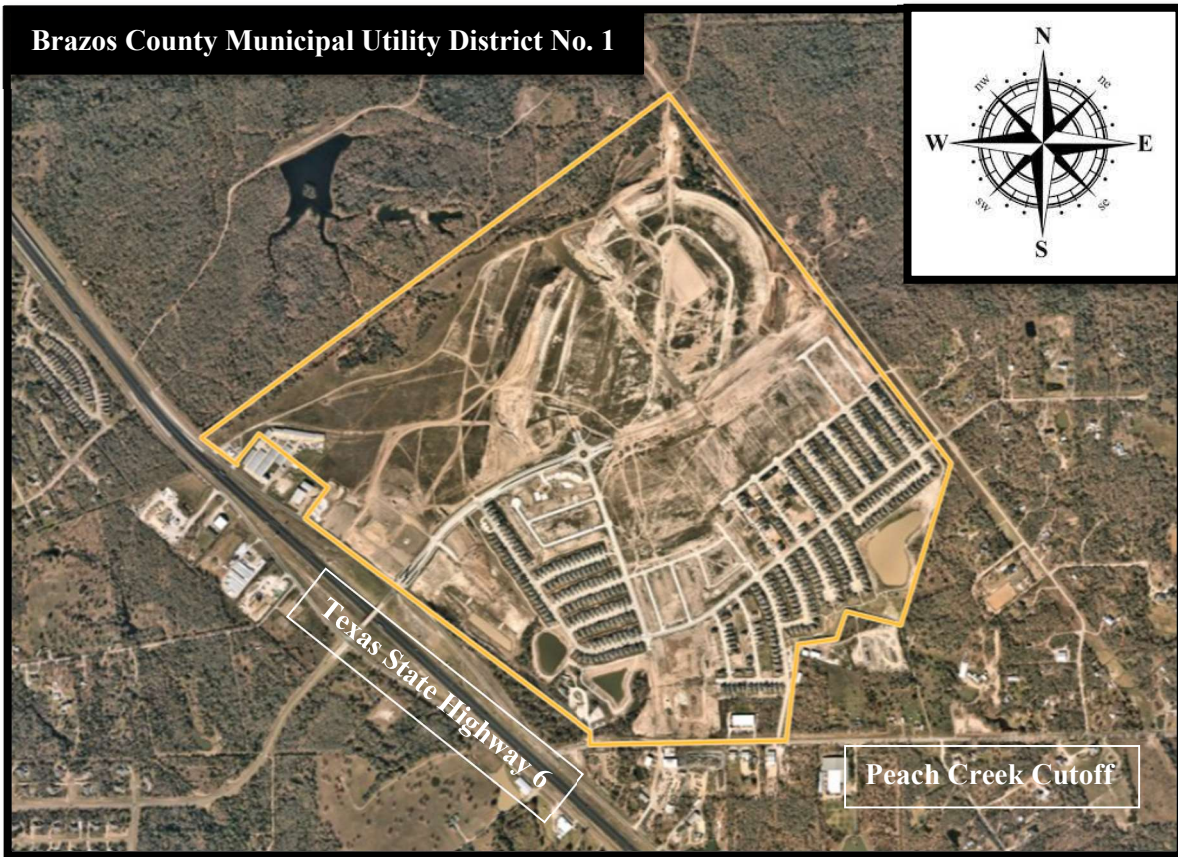 Brazos County Municipal Utility District No. 1
N
nw
ne
W
E
sw
se
S
Texas State Highway 6
Peach Creek Cutoff